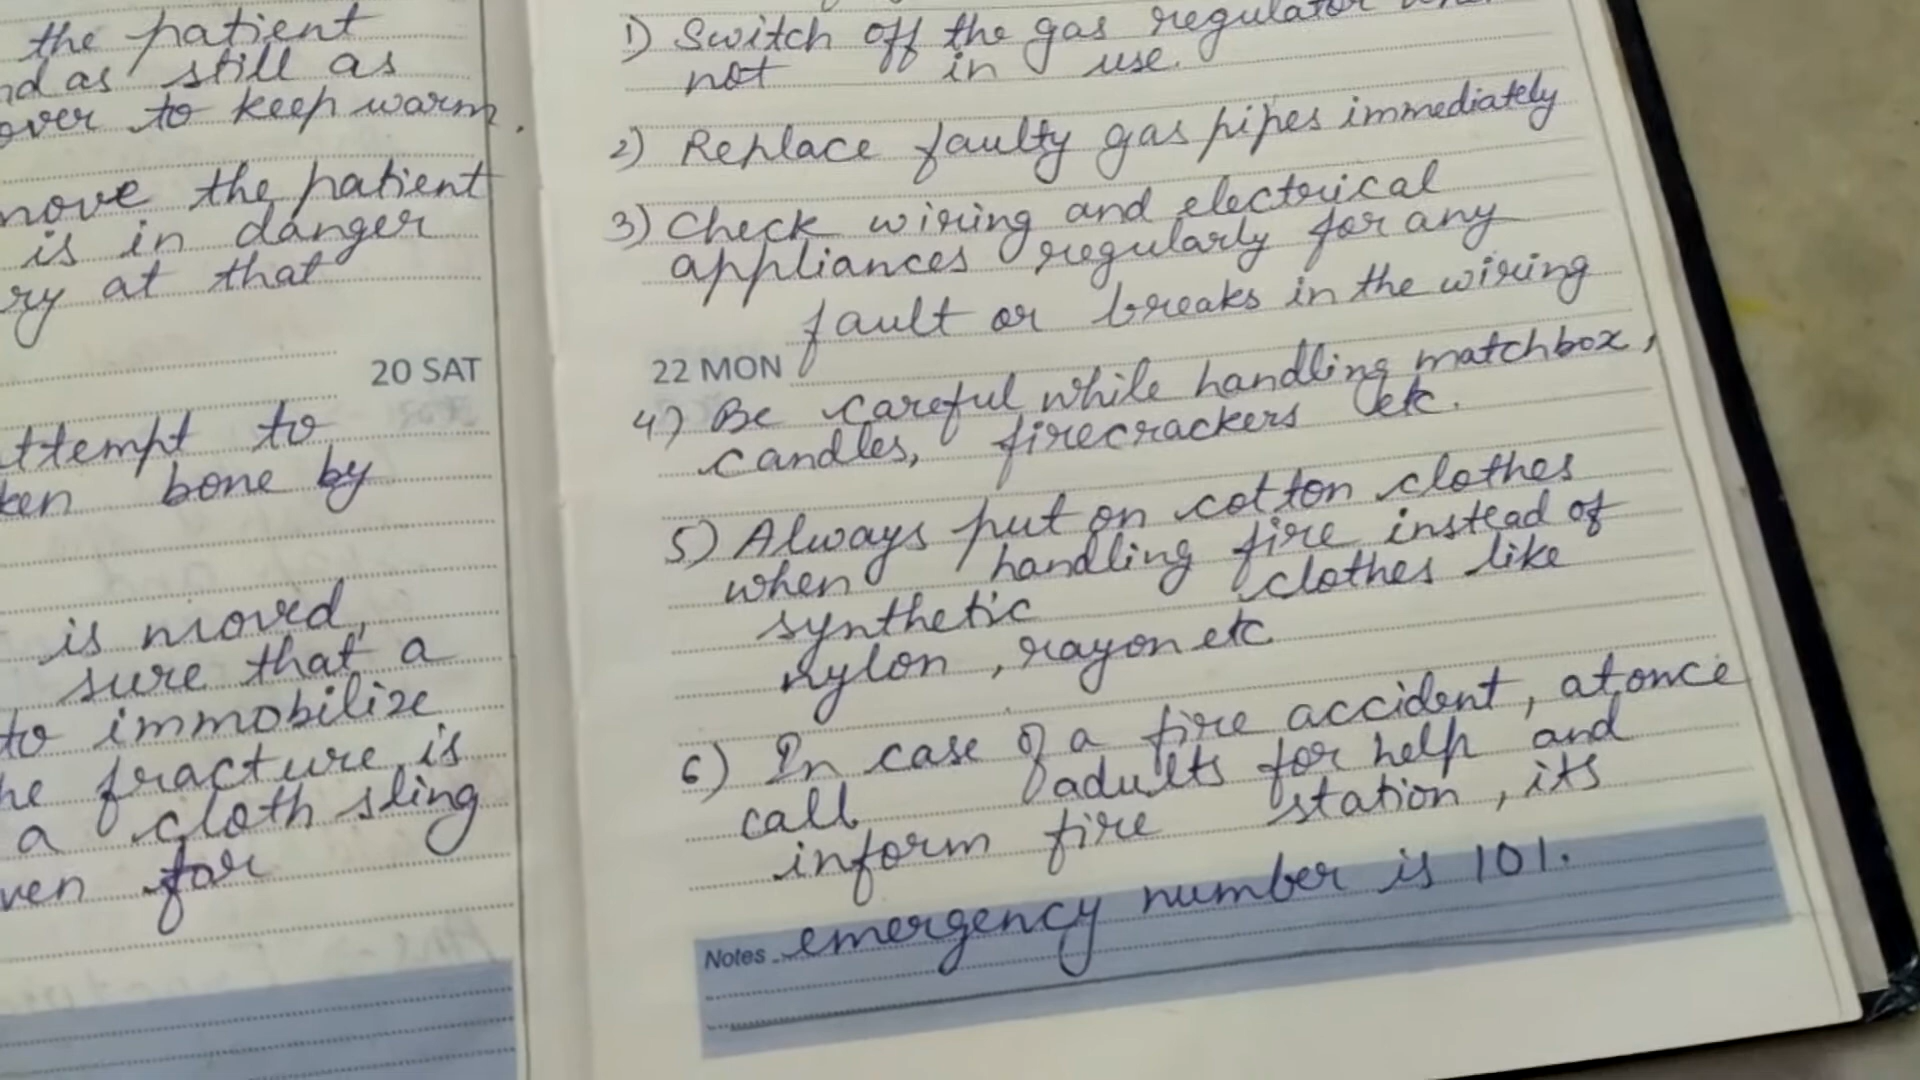 the patient
nd as still as
over to keep warm.
move the patient
is in danger
ry at that
20 SAT
ttempt to
ken bone by
is moved,
sure that a
to immobilize
he fracture is
a cloth sling
ven for
1) Switch off the gas regulator
not in use.
2) Replace faulty gas pipes immediately
3) Check wiring and electrical
appliances regularly for any
fault or breaks in the wiring
22 MON
4) Be careful while handling matchbox,
candles, firecrackers etc.
5) Always put on cotton clothes
when handling fire instead of
synthetic clothes like
nylon, rayon etc
6) In case of a fire accident, atonce
call adults for help and
inform fire station, its
Notes emergency number is 101.